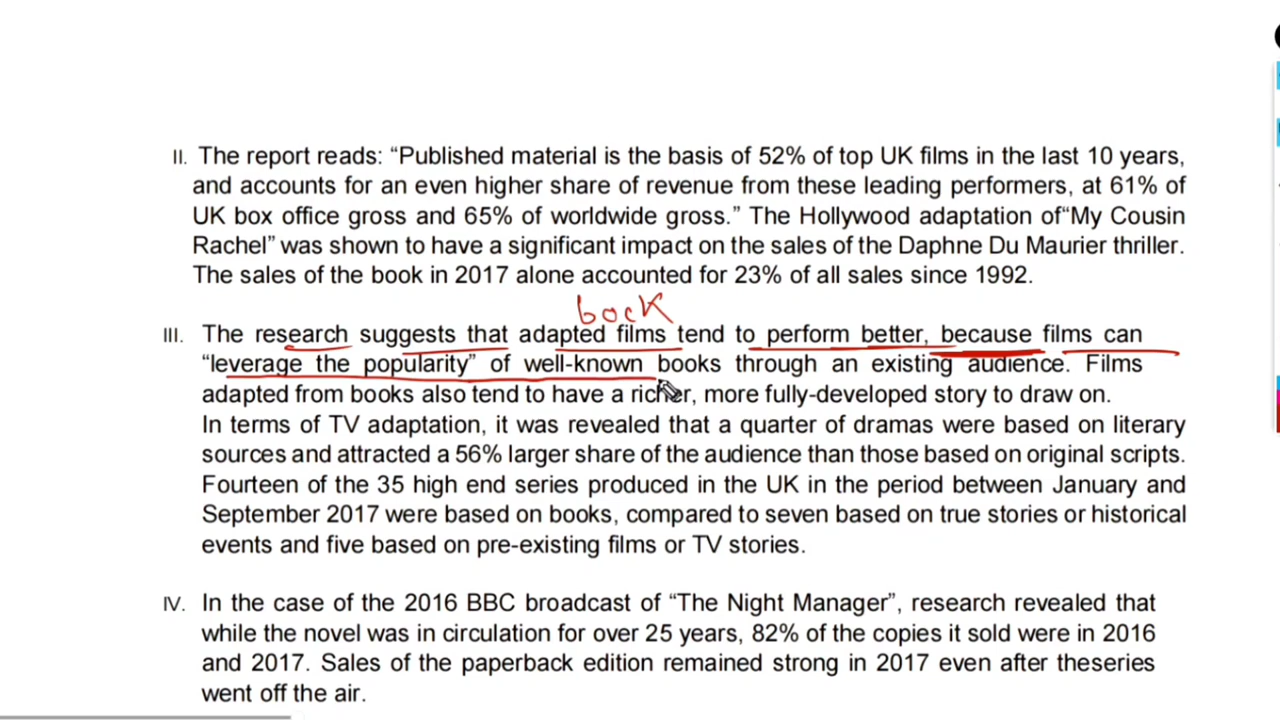 II. The report reads: “Published material is the basis of 52% of top UK films in the last 10 years,
and accounts for an even higher share of revenue from these leading performers, at 61% of
UK box office gross and 65% of worldwide gross.” The Hollywood adaptation of“My Cousin
Rachel” was shown to have a significant impact on the sales of the Daphne Du Maurier thriller.
The sales of the book in 2017 alone accounted for 23% of all sales since 1992.
book
III. The research suggests that adapted films tend to perform better, because films can
“leverage the popularity” of well-known books through an existing audience. Films
adapted from books also tend to have a richer, more fully-developed story to draw on.
In terms of TV adaptation, it was revealed that a quarter of dramas were based on literary
sources and attracted a 56% larger share of the audience than those based on original scripts.
Fourteen of the 35 high end series produced in the UK in the period between January and
September 2017 were based on books, compared to seven based on true stories or historical
events and five based on pre-existing films or TV stories.
IV. In the case of the 2016 BBC broadcast of “The Night Manager”, research revealed that
while the novel was in circulation for over 25 years, 82% of the copies it sold were in 2016
and 2017. Sales of the paperback edition remained strong in 2017 even after theseries
went off the air.